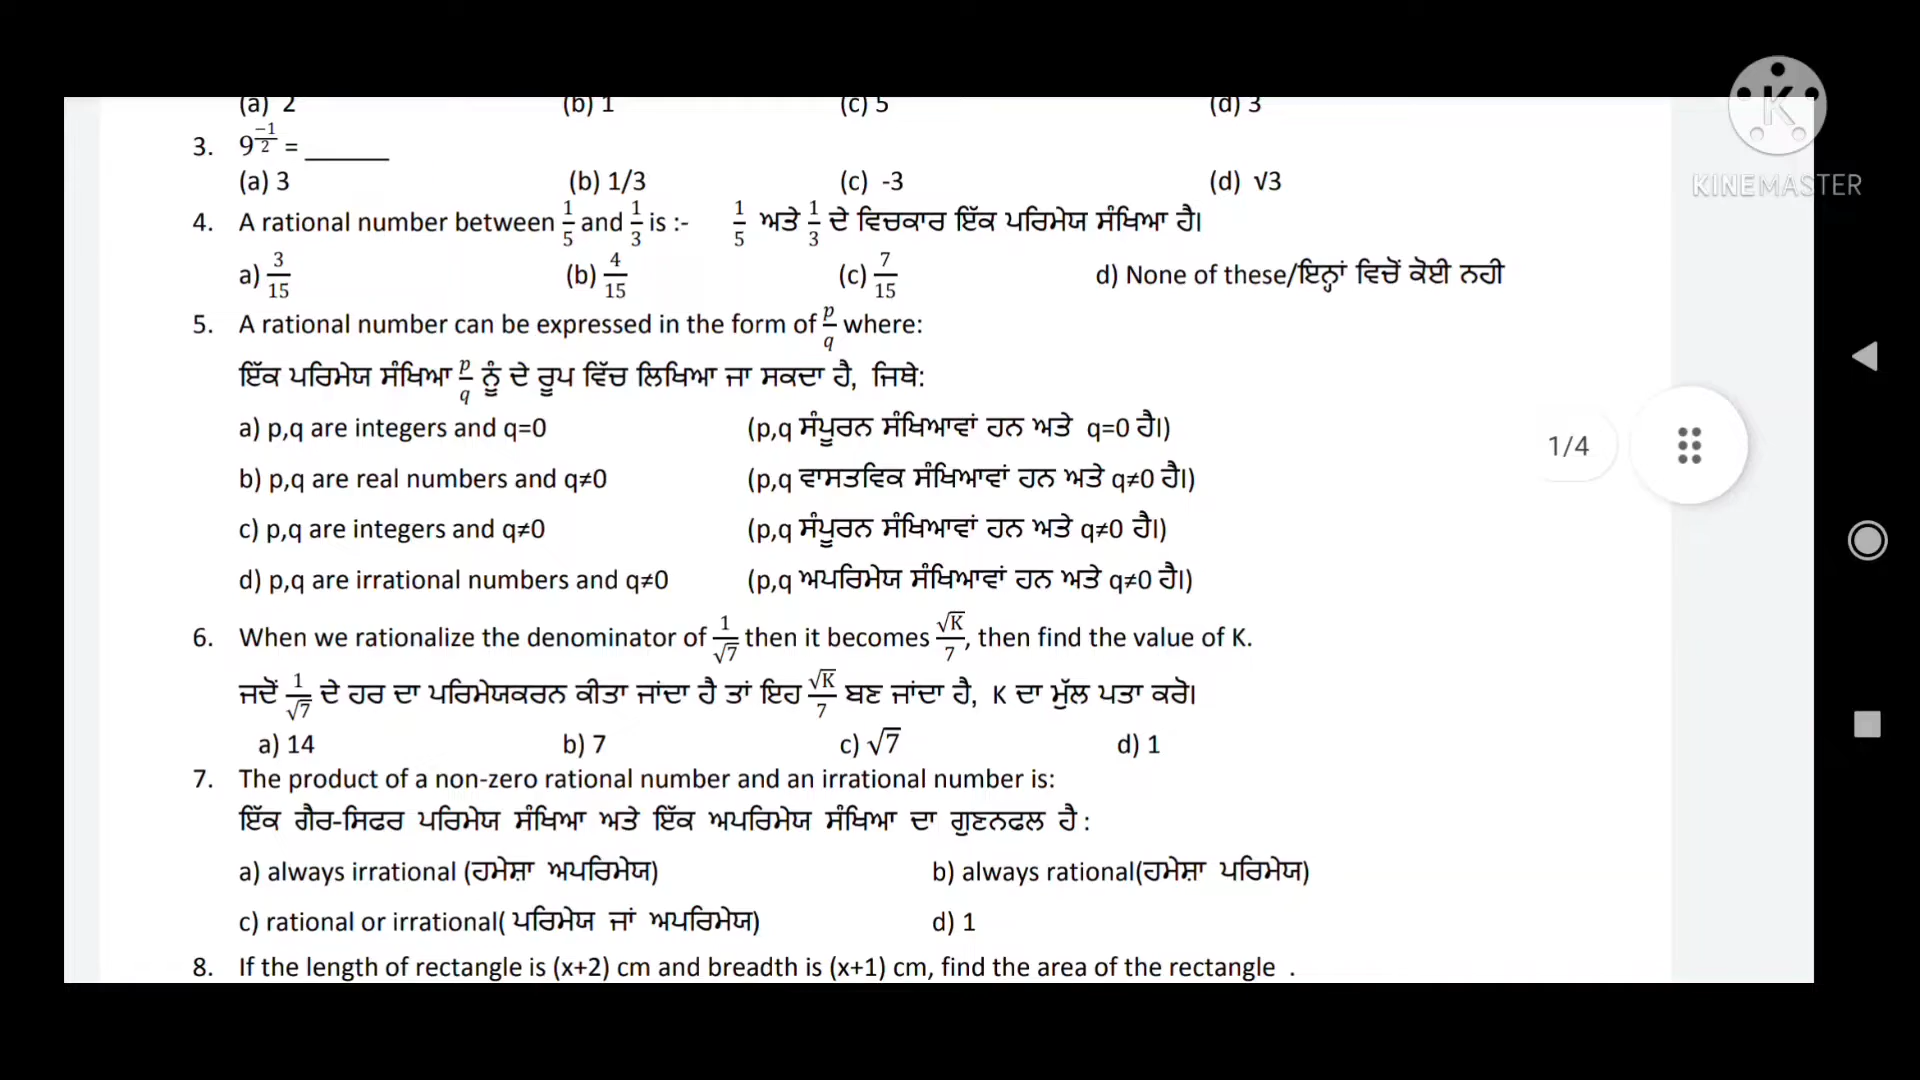 (a) 2 (b) 1 (c) 5 (d) 3
3. 9^(-1/2) = ______
(a) 3 (b) 1/3 (c) -3 (d) √3
KINEMASTER
4. A rational number between 1/5 and 1/3 is :- 1/5 ਅਤੇ 1/3 ਦੇ ਵਿਚਕਾਰ ਇੱਕ ਪਰਿਮੇਯ ਸੰਖਿਆ ਹੈ।
a) 3/15 (b) 4/15 (c) 7/15 d) None of these/ਇਨ੍ਹਾਂ ਵਿਚੋਂ ਕੋਈ ਨਹੀ
5. A rational number can be expressed in the form of p/q where:
ਇੱਕ ਪਰਿਮੇਯ ਸੰਖਿਆ p/q ਨੂੰ ਦੇ ਰੂਪ ਵਿੱਚ ਲਿਖਿਆ ਜਾ ਸਕਦਾ ਹੈ, ਜਿਥੇ:
a) p,q are integers and q=0 (p,q ਸੰਪੂਰਨ ਸੰਖਿਆਵਾਂ ਹਨ ਅਤੇ q=0 ਹੈ।)
1/4
b) p,q are real numbers and q≠0 (p,q ਵਾਸਤਵਿਕ ਸੰਖਿਆਵਾਂ ਹਨ ਅਤੇ q≠0 ਹੈ।)
c) p,q are integers and q≠0 (p,q ਸੰਪੂਰਨ ਸੰਖਿਆਵਾਂ ਹਨ ਅਤੇ q≠0 ਹੈ।)
d) p,q are irrational numbers and q≠0 (p,q ਅਪਰਿਮੇਯ ਸੰਖਿਆਵਾਂ ਹਨ ਅਤੇ q≠0 ਹੈ।)
6. When we rationalize the denominator of 1/√7 then it becomes √K/7, then find the value of K.
ਜਦੋਂ 1/√7 ਦੇ ਹਰ ਦਾ ਪਰਿਮੇਯਕਰਨ ਕੀਤਾ ਜਾਂਦਾ ਹੈ ਤਾਂ ਇਹ √K/7 ਬਣ ਜਾਂਦਾ ਹੈ, K ਦਾ ਮੁੱਲ ਪਤਾ ਕਰੋ।
a) 14 b) 7 c) √7 d) 1
7. The product of a non-zero rational number and an irrational number is:
ਇੱਕ ਗੈਰ-ਸਿਫਰ ਪਰਿਮੇਯ ਸੰਖਿਆ ਅਤੇ ਇੱਕ ਅਪਰਿਮੇਯ ਸੰਖਿਆ ਦਾ ਗੁਣਨਫਲ ਹੈ :
a) always irrational (ਹਮੇਸ਼ਾ ਅਪਰਿਮੇਯ) b) always rational(ਹਮੇਸ਼ਾ ਪਰਿਮੇਯ)
c) rational or irrational( ਪਰਿਮੇਯ ਜਾਂ ਅਪਰਿਮੇਯ) d) 1
8. If the length of rectangle is (x+2) cm and breadth is (x+1) cm, find the area of the rectangle .